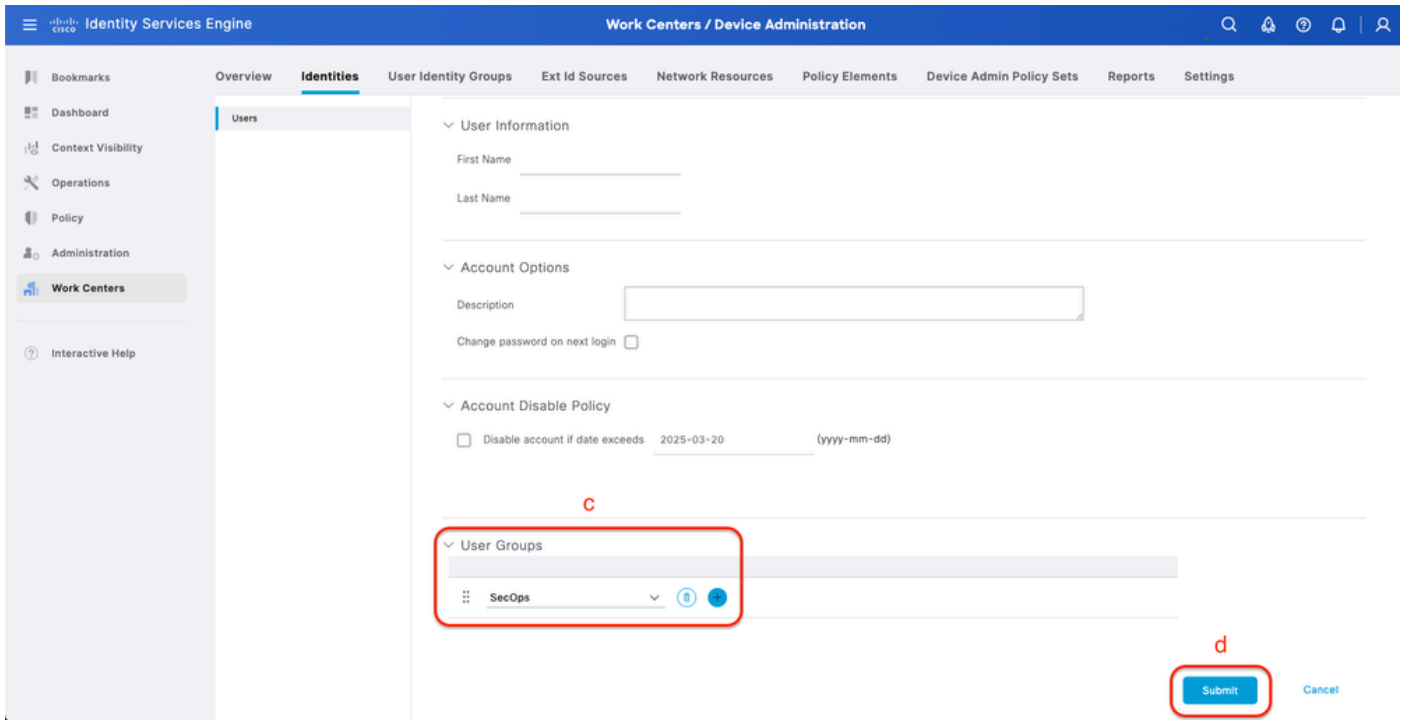 cisco Identity Services Engine
Work Centers / Device Administration
Bookmarks
Dashboard
Context Visibility
Operations
Policy
Administration
Work Centers
Interactive Help
Overview Identities User Identity Groups Ext Id Sources Network Resources Policy Elements Device Admin Policy Sets Reports Settings
Users
User Information
First Name
Last Name
Account Options
Description
Change password on next login
Account Disable Policy
Disable account if date exceeds 2025-03-20 (yyyy-mm-dd)
c
User Groups
SecOps
d
Submit Cancel